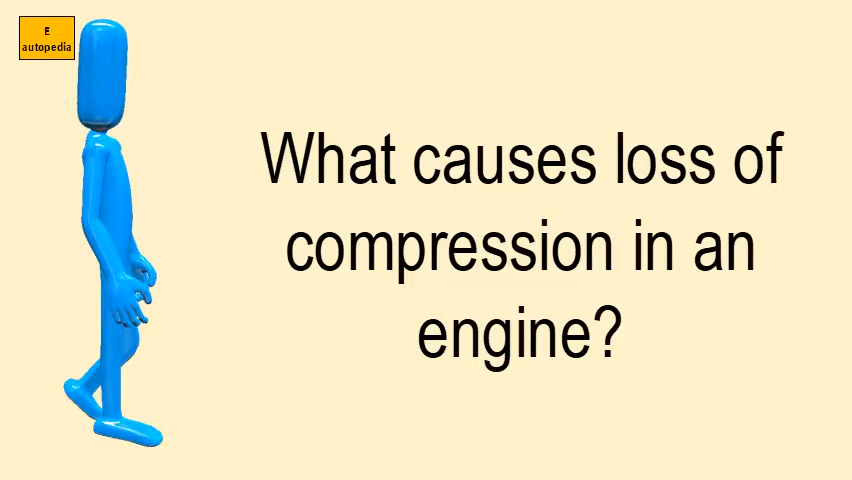 E
autopedia
What causes loss of
compression in an
engine?